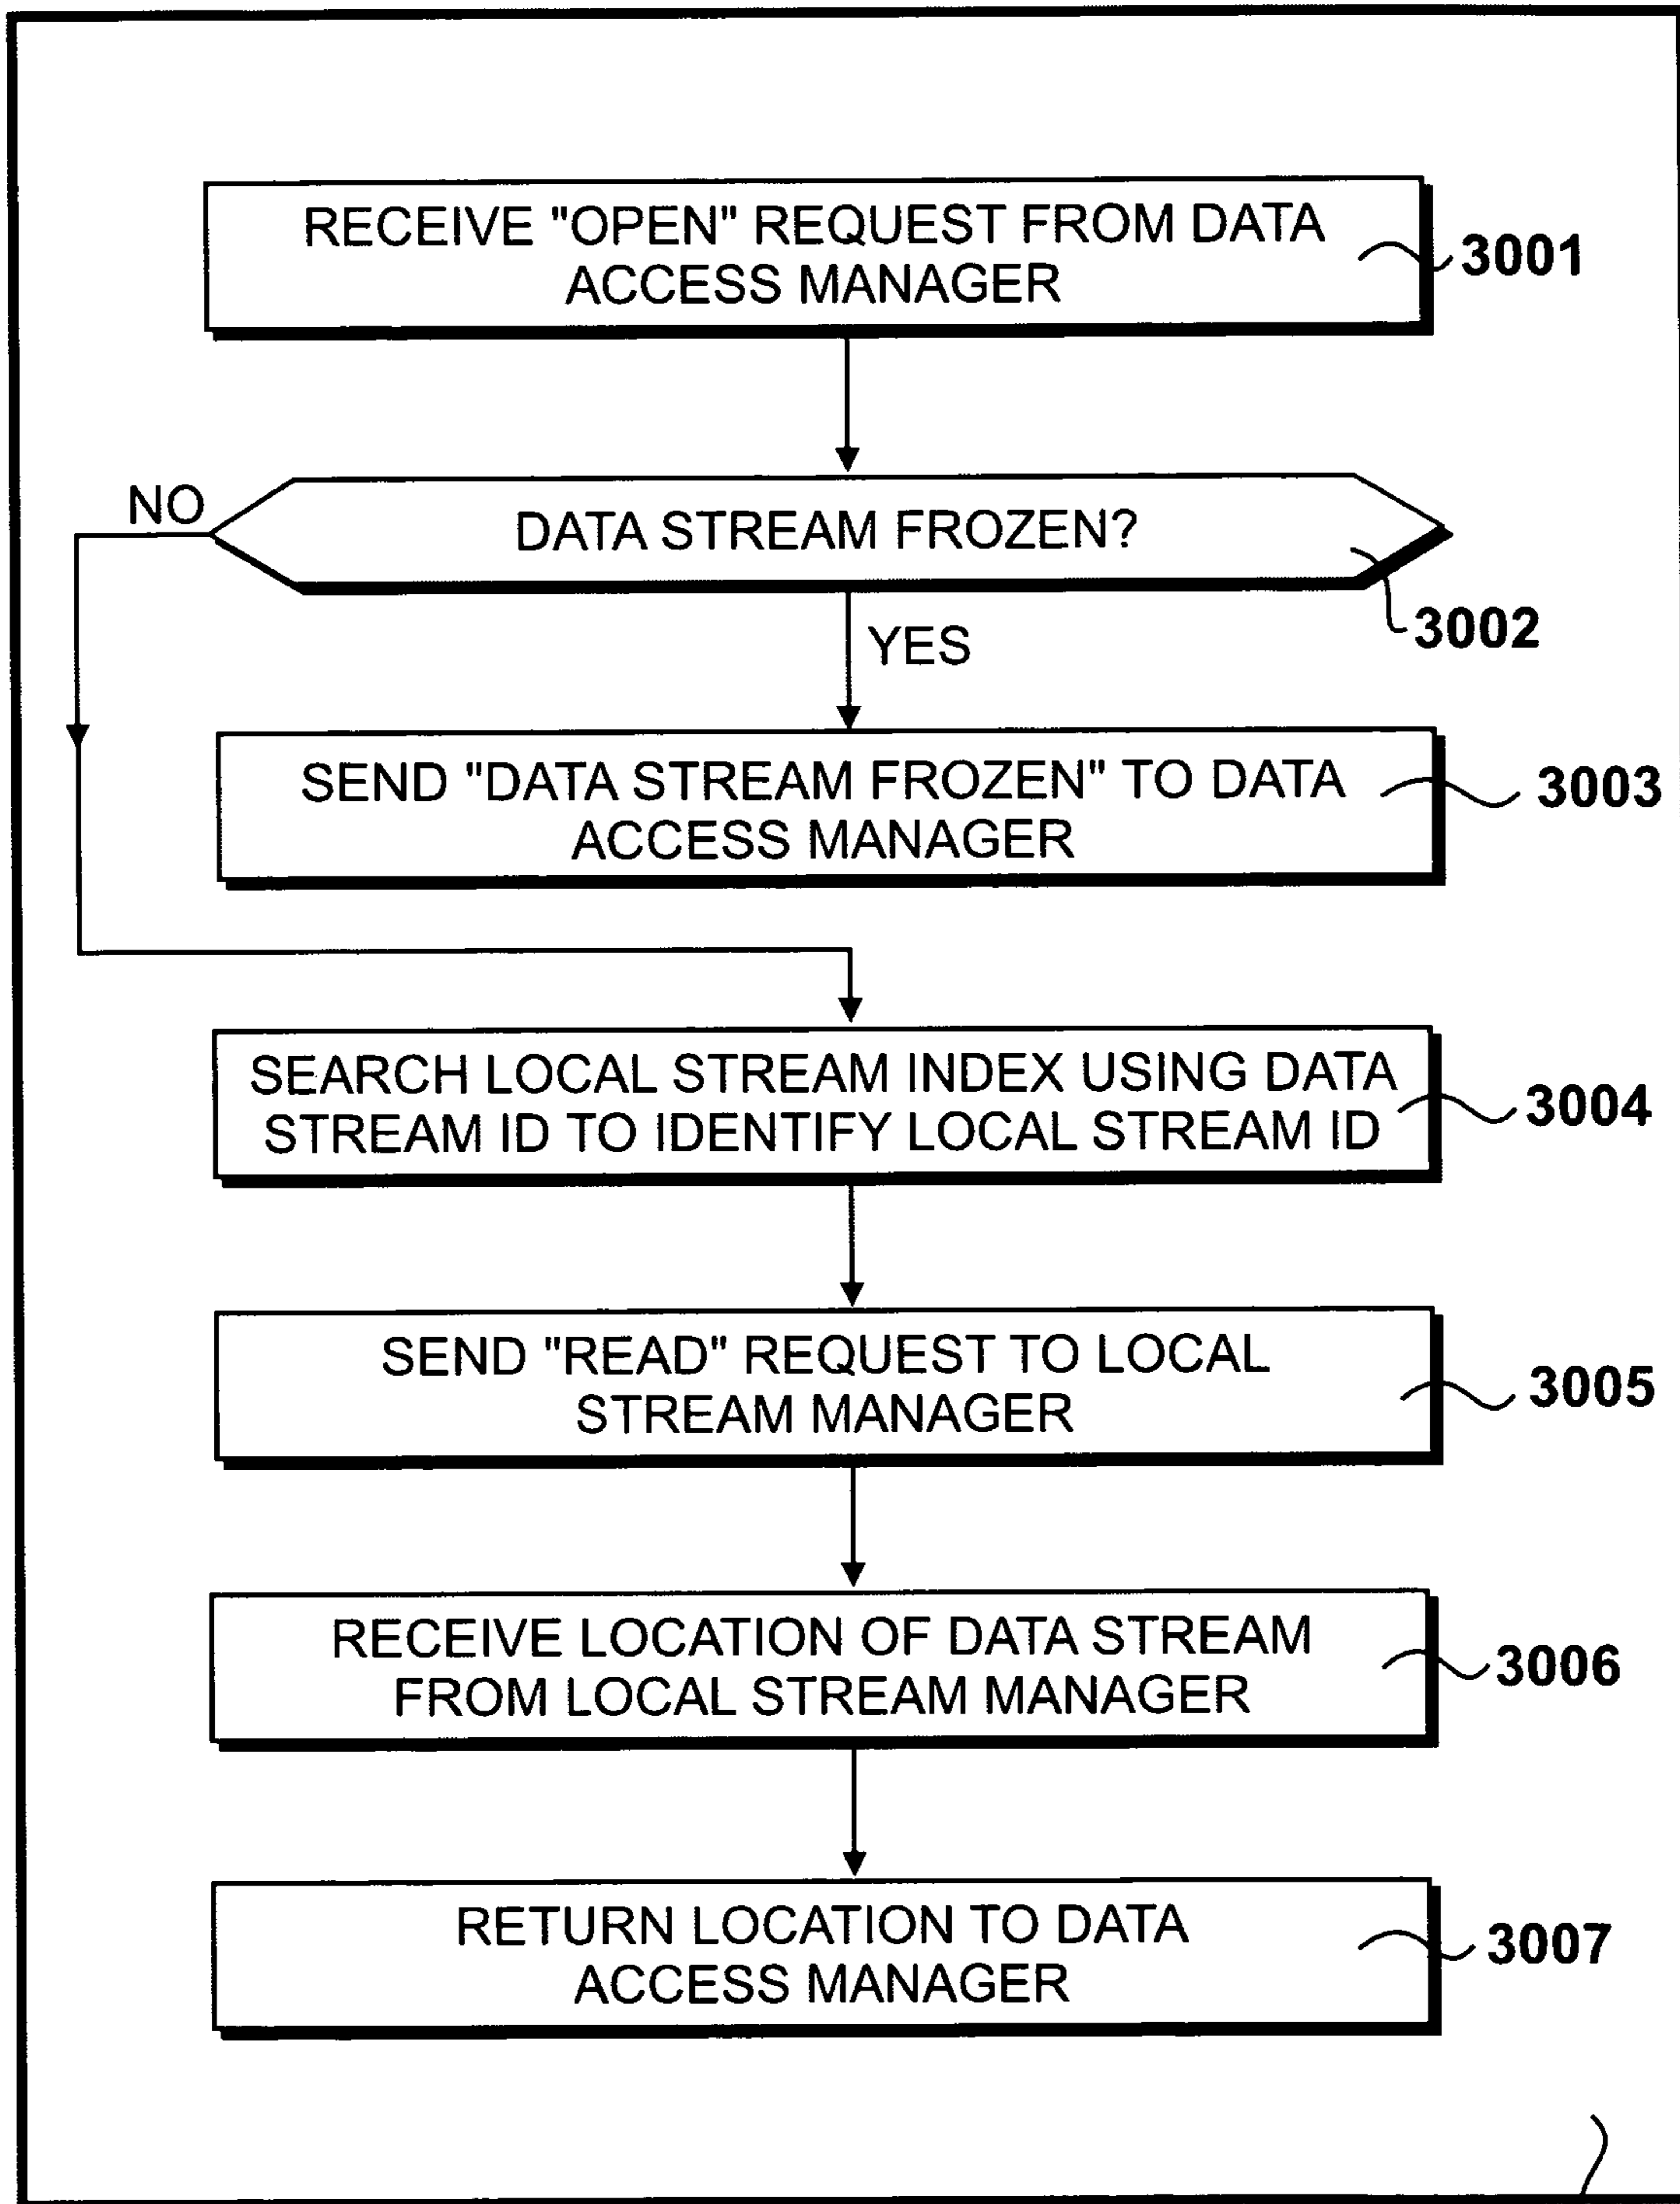 RECEIVE "OPEN" REQUEST FROM DATA
ACCESS MANAGER
3001
NO
DATA STREAM FROZEN?
3002
YES
SEND "DATA STREAM FROZEN" TO DATA
ACCESS MANAGER
3003
SEARCH LOCAL STREAM INDEX USING DATA
STREAM ID TO IDENTIFY LOCAL STREAM ID
3004
SEND "READ" REQUEST TO LOCAL
STREAM MANAGER
3005
RECEIVE LOCATION OF DATA STREAM
FROM LOCAL STREAM MANAGER
3006
RETURN LOCATION TO DATA
ACCESS MANAGER
3007